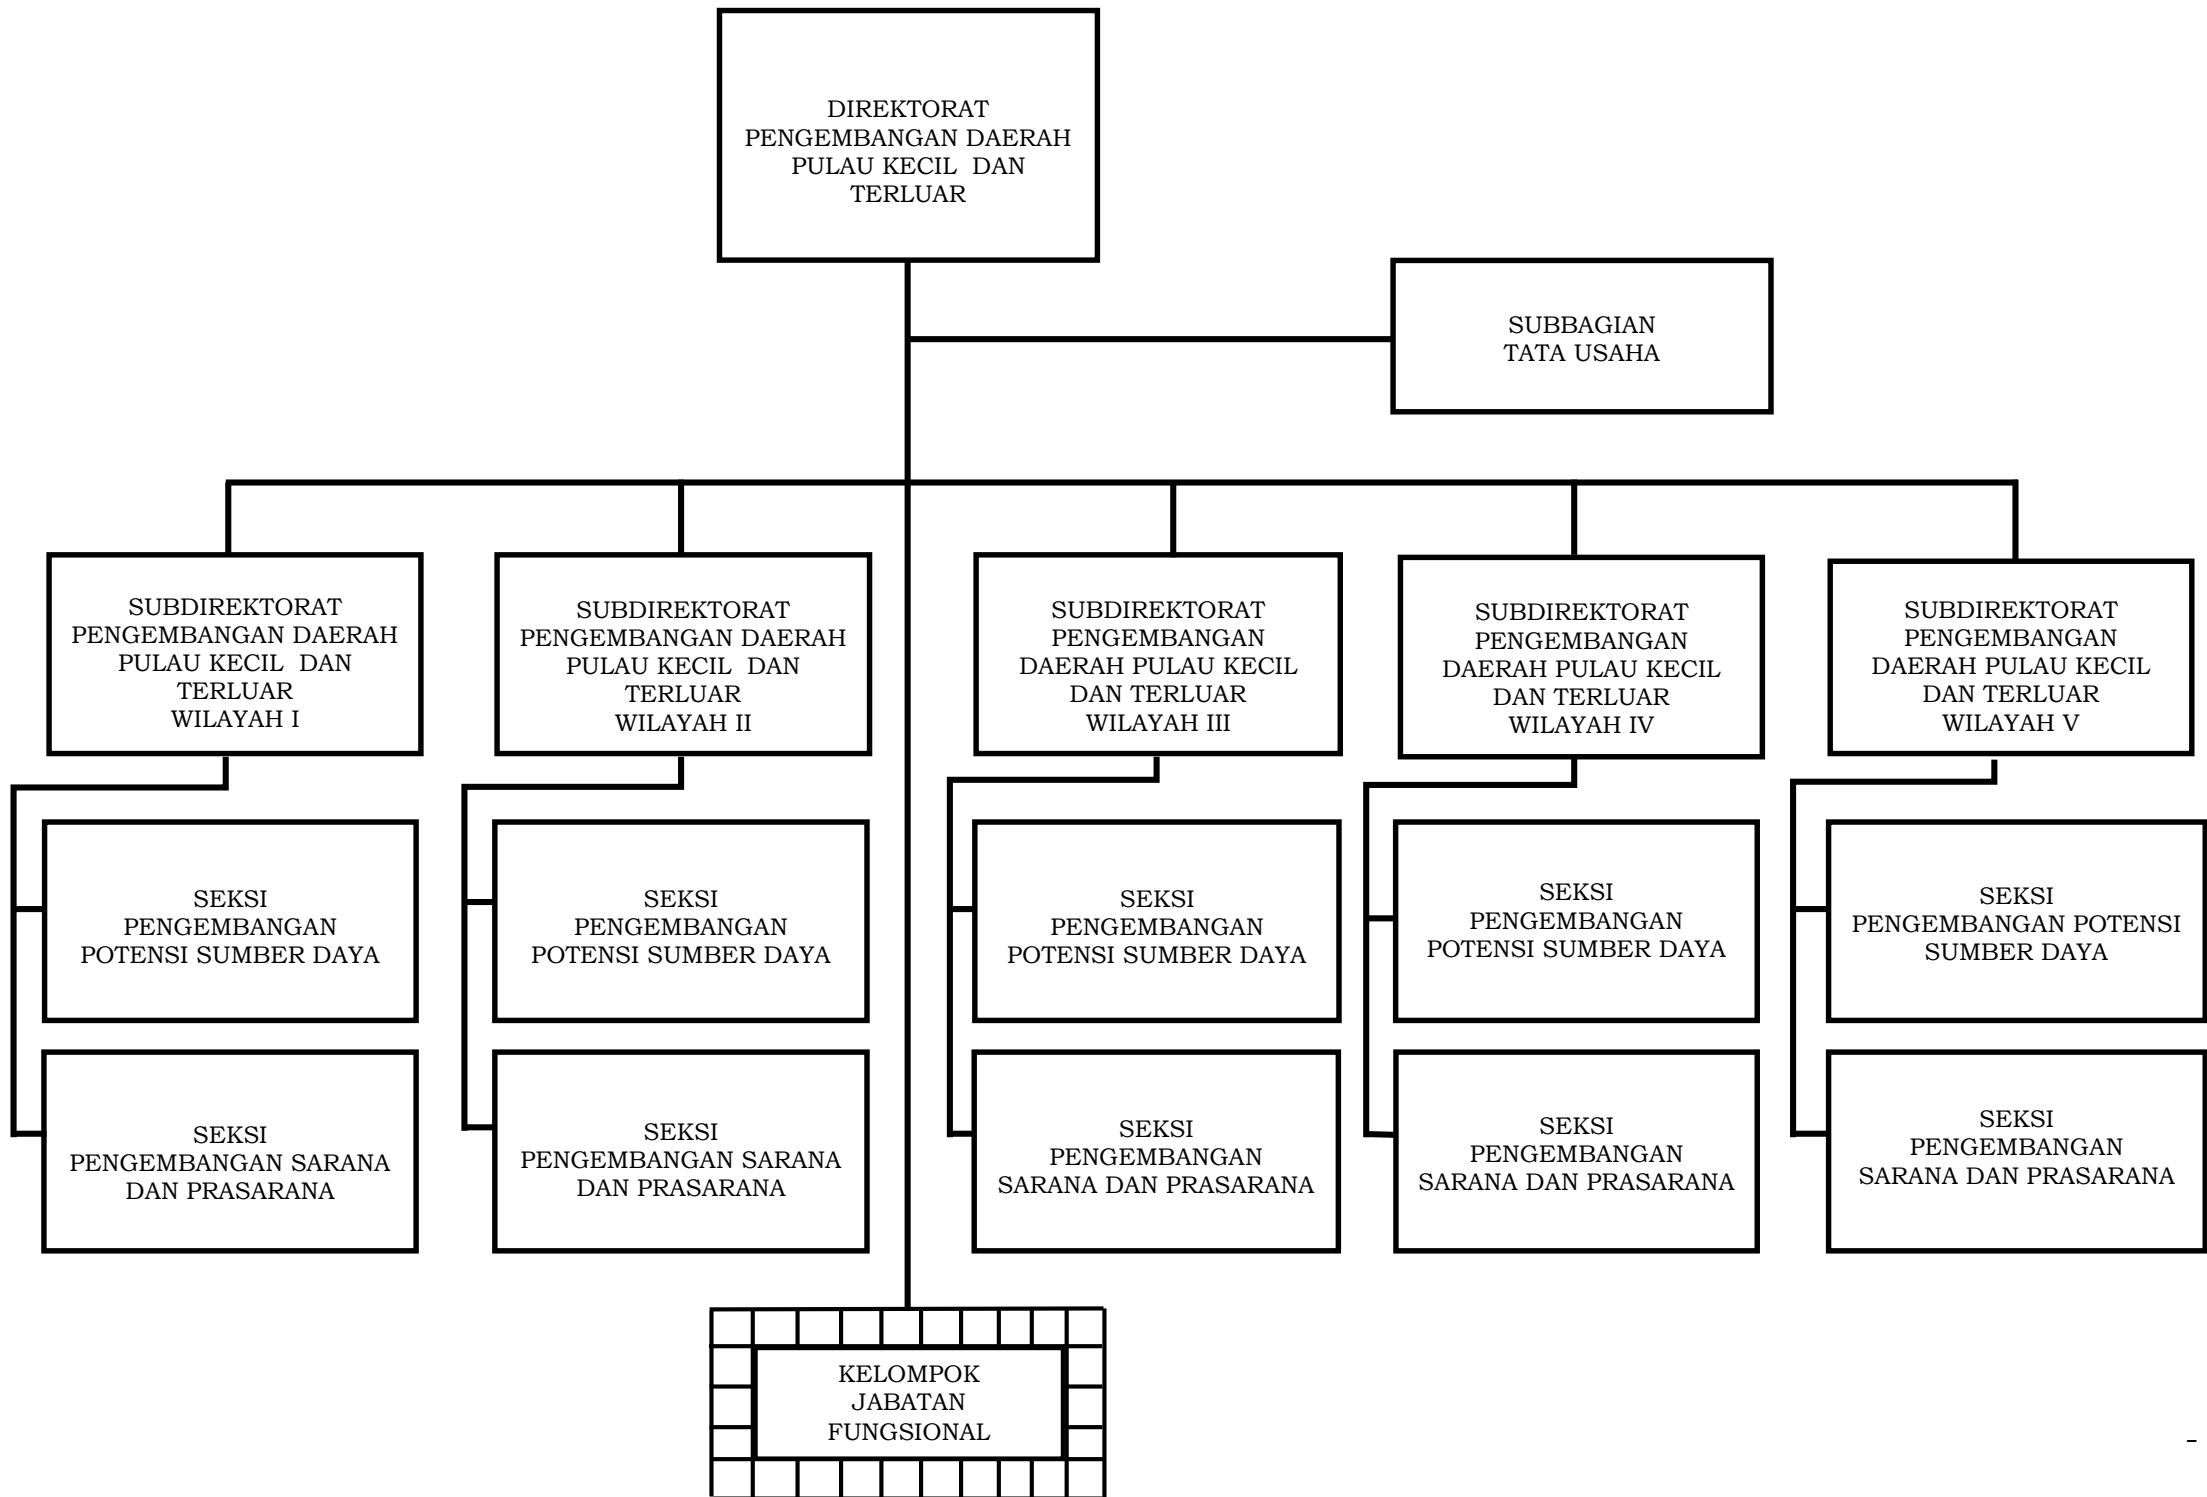 DIREKTORAT
PENGEMBANGAN DAERAH
PULAU KECIL  DAN
TERLUAR
SUBBAGIAN
TATA USAHA
SUBDIREKTORAT
PENGEMBANGAN DAERAH
PULAU KECIL  DAN
TERLUAR
WILAYAH I
SUBDIREKTORAT
PENGEMBANGAN DAERAH
PULAU KECIL  DAN
TERLUAR
WILAYAH II
SUBDIREKTORAT
PENGEMBANGAN
DAERAH PULAU KECIL
DAN TERLUAR
WILAYAH III
SUBDIREKTORAT
PENGEMBANGAN
DAERAH PULAU KECIL
DAN TERLUAR
WILAYAH IV
SUBDIREKTORAT
PENGEMBANGAN
DAERAH PULAU KECIL
DAN TERLUAR
WILAYAH V
SEKSI
PENGEMBANGAN
POTENSI SUMBER DAYA
SEKSI
PENGEMBANGAN
POTENSI SUMBER DAYA
SEKSI
PENGEMBANGAN
POTENSI SUMBER DAYA
SEKSI
PENGEMBANGAN
POTENSI SUMBER DAYA
SEKSI
PENGEMBANGAN POTENSI
SUMBER DAYA
SEKSI
PENGEMBANGAN SARANA
DAN PRASARANA
SEKSI
PENGEMBANGAN SARANA
DAN PRASARANA
SEKSI
PENGEMBANGAN
SARANA DAN PRASARANA
SEKSI
PENGEMBANGAN
SARANA DAN PRASARANA
SEKSI
PENGEMBANGAN
SARANA DAN PRASARANA
KELOMPOK
JABATAN
FUNGSIONAL
-